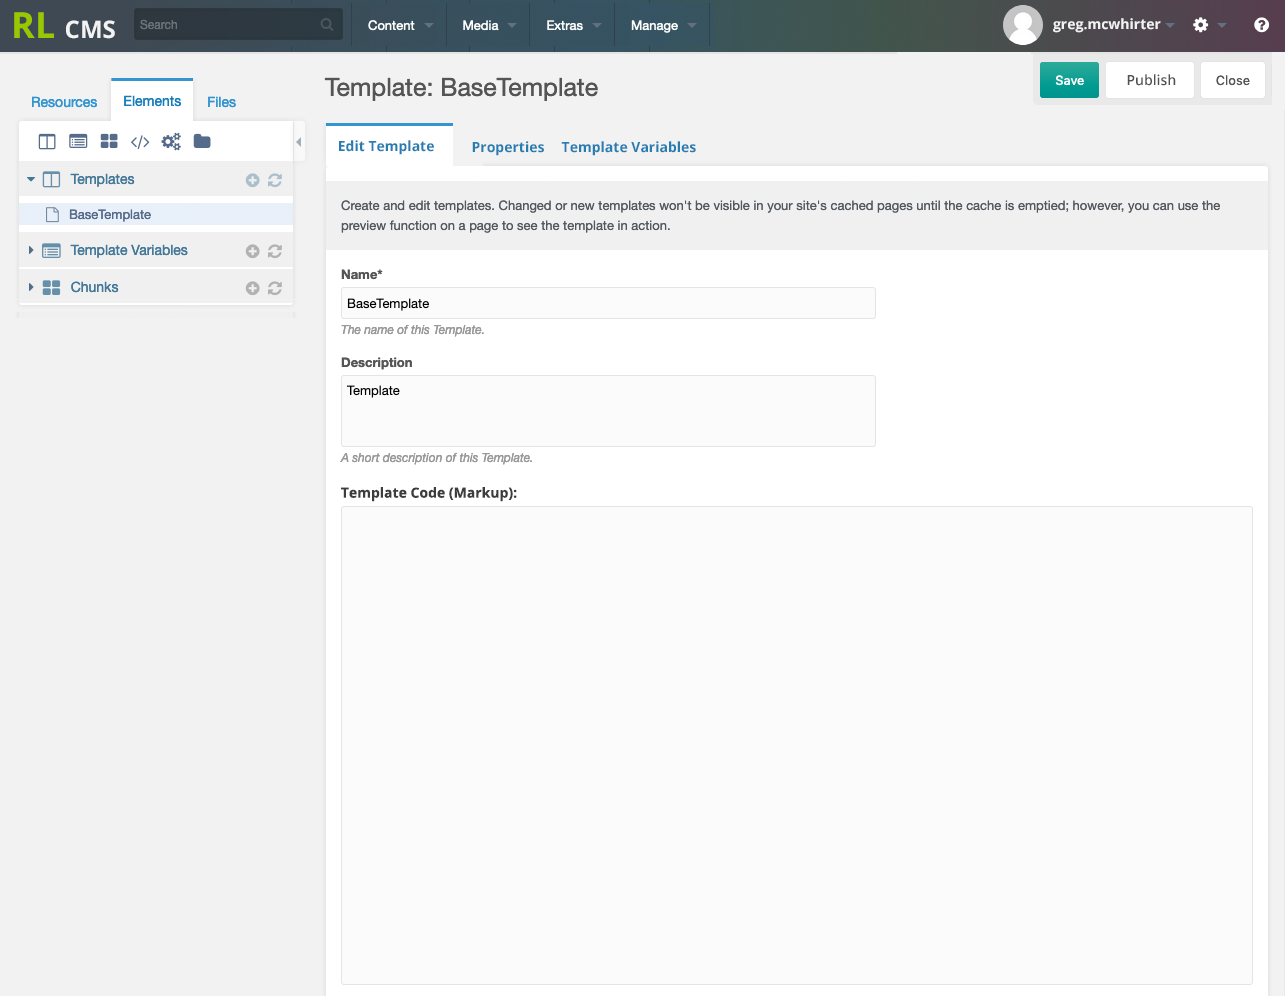 RL CMS
Search
Content
Media
Extras
Manage
greg.mcwhirter
Resources
Elements
Files
Templates
BaseTemplate
Template Variables
Chunks
Template: BaseTemplate
Save
Publish
Close
Edit Template
Properties
Template Variables
Create and edit templates. Changed or new templates won't be visible in your site's cached pages until the cache is emptied; however, you can use the
preview function on a page to see the template in action.
Name*
BaseTemplate
The name of this Template.
Description
Template
A short description of this Template.
Template Code (Markup):